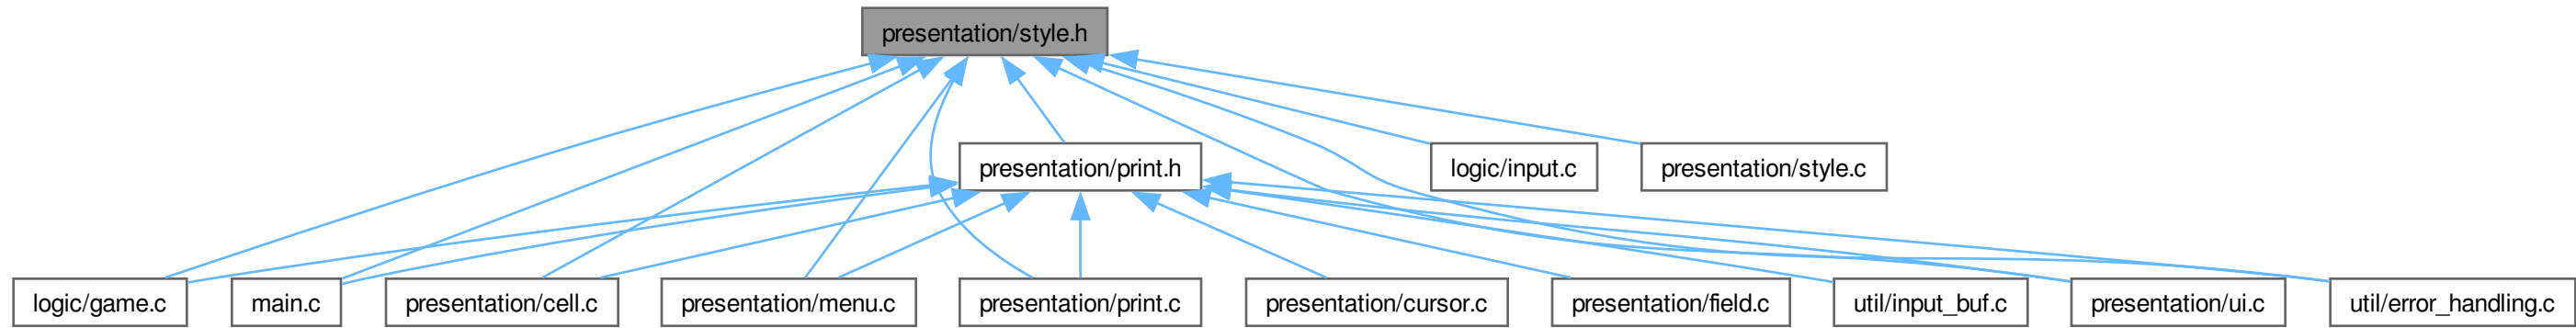 presentation/style.h
presentation/print.h
logic/input.c
presentation/style.c
logic/game.c
main.c
presentation/cell.c
presentation/menu.c
presentation/print.c
presentation/cursor.c
presentation/field.c
util/input_buf.c
presentation/ui.c
util/error_handling.c